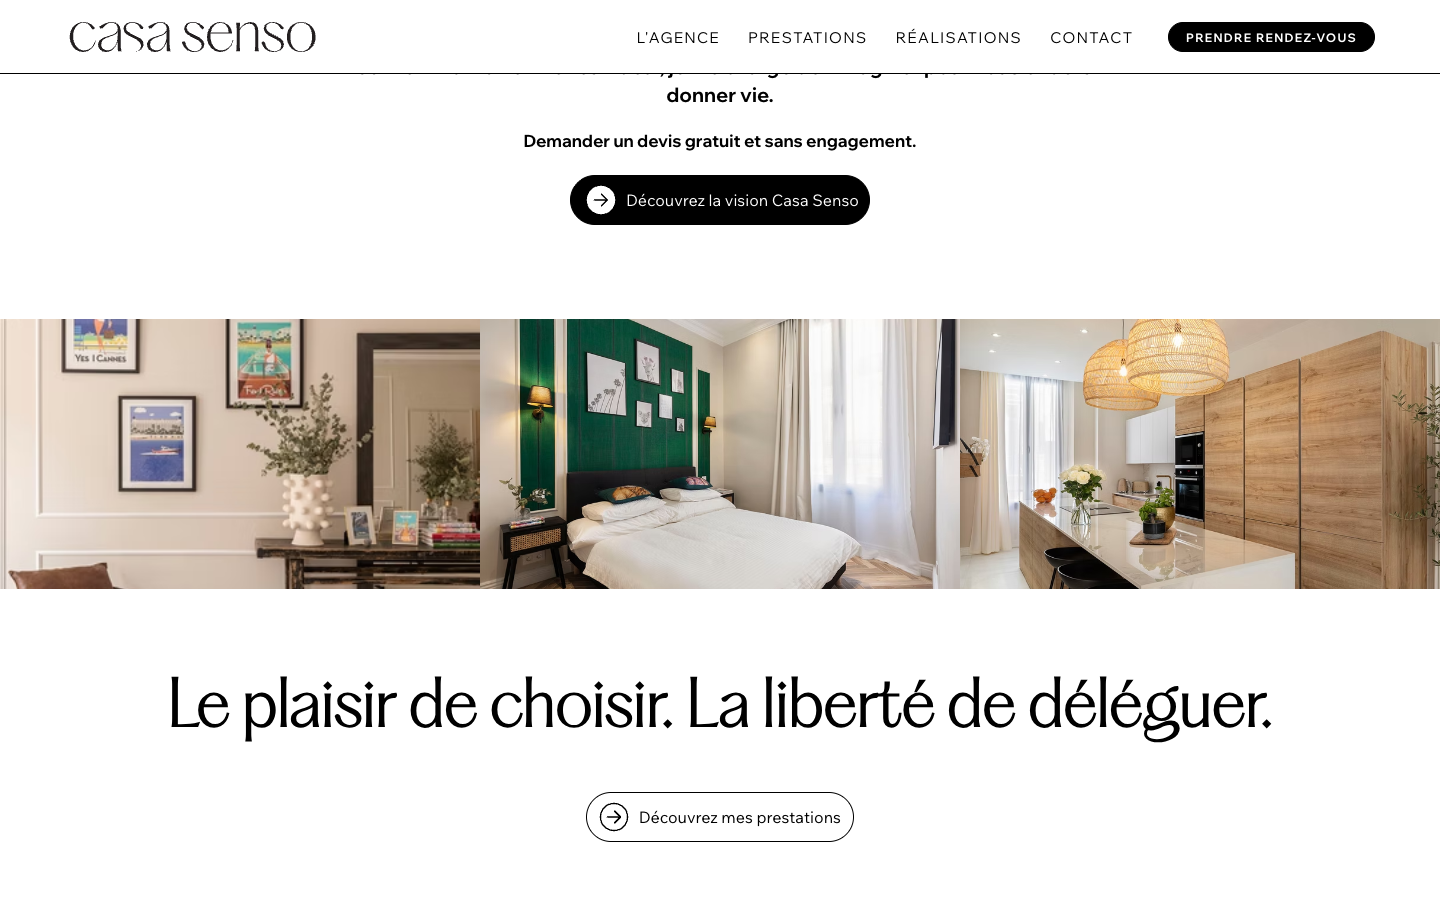 casa senso
L'AGENCE
PRESTATIONS
RÉALISATIONS
CONTACT
PRENDRE RENDEZ-VOUS
donner vie.
Demander un devis gratuit et sans engagement.
Découvrez la vision Casa Senso
YES I CANNES
Le plaisir de choisir. La liberté de déléguer.
Découvrez mes prestations